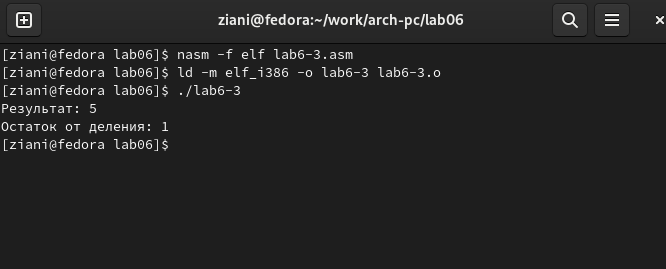 ziani@fedora:~/work/arch-pc/lab06
[ziani@fedora lab06]$ nasm -f elf lab6-3.asm
[ziani@fedora lab06]$ ld -m elf_i386 -o lab6-3 lab6-3.o
[ziani@fedora lab06]$ ./lab6-3
Результат: 5
Остаток от деления: 1
[ziani@fedora lab06]$